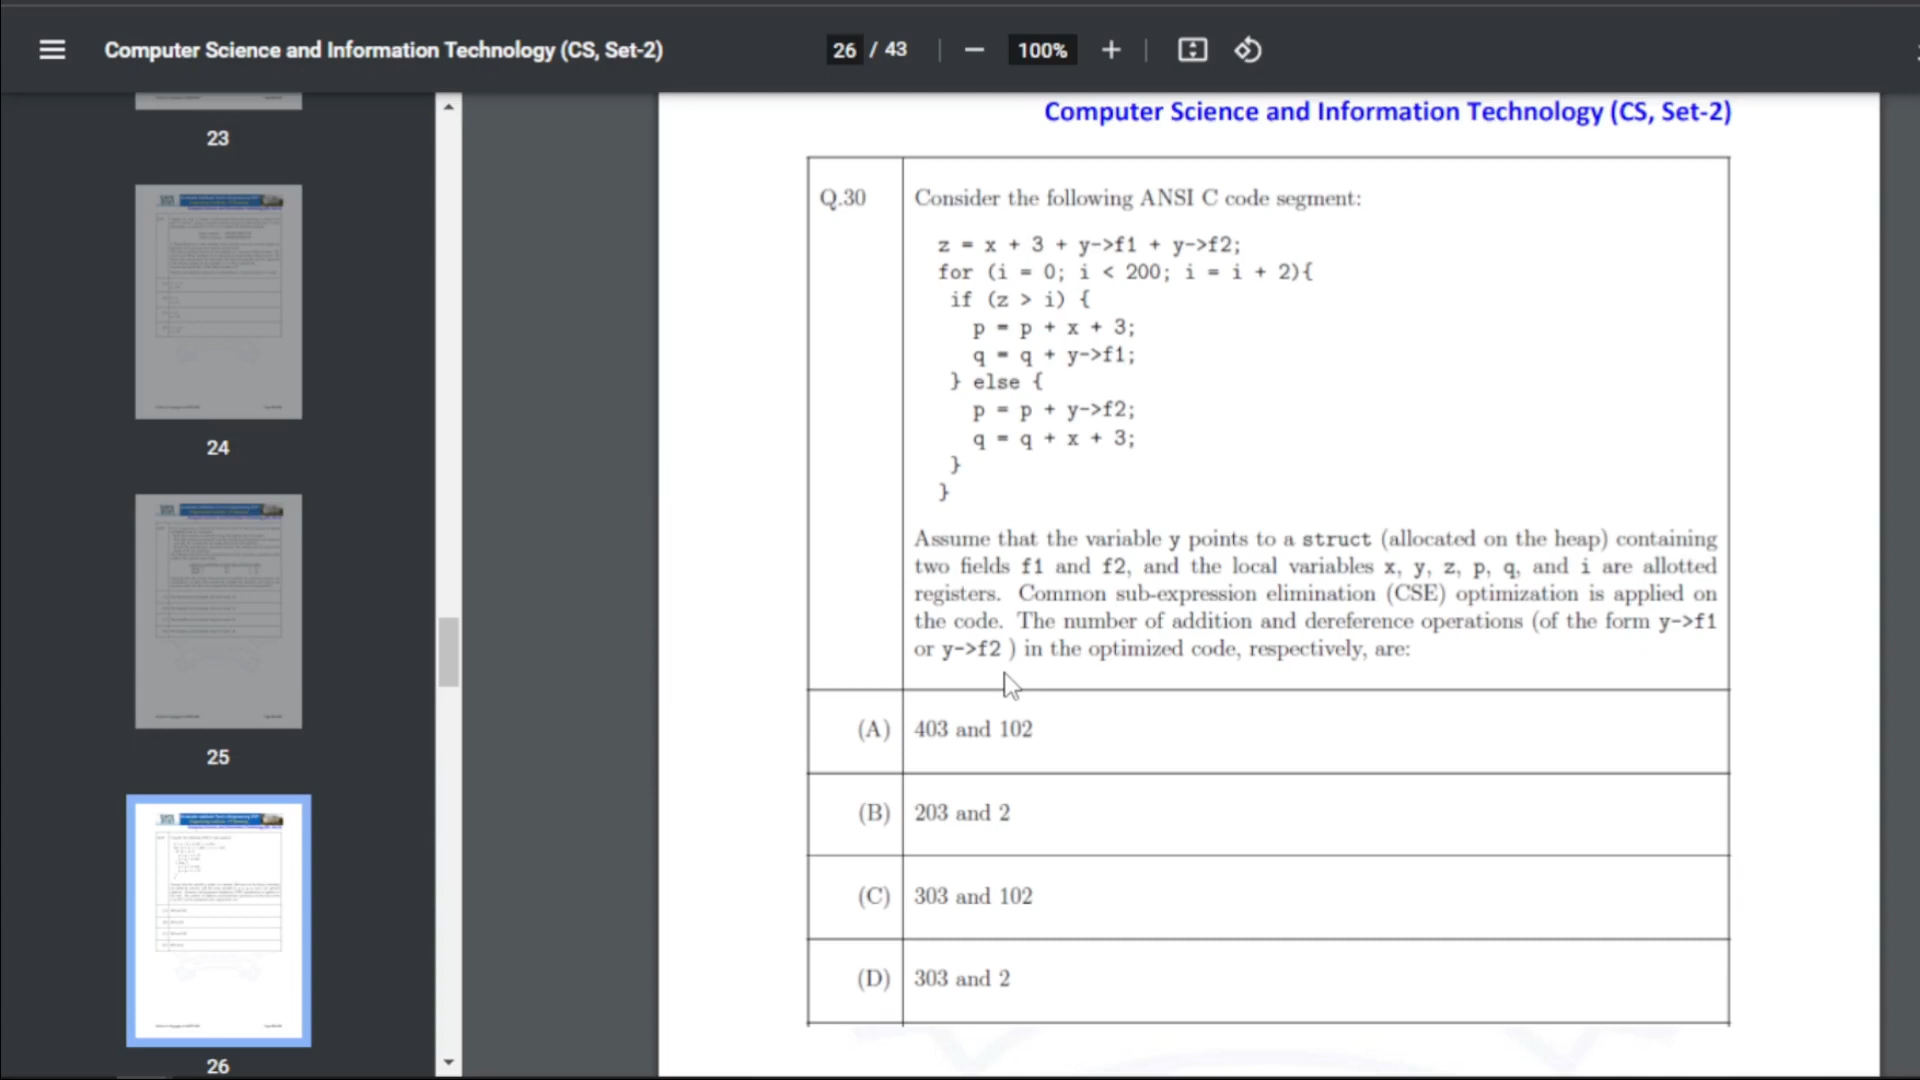 Computer Science and Information Technology (CS, Set-2)
26 / 43
100%
23
24
25
26
Computer Science and Information Technology (CS, Set-2)
Q.30
Consider the following ANSI C code segment:
z = x + 3 + y->f1 + y->f2;
for (i = 0; i < 200; i = i + 2){
if (z > i) {
p = p + x + 3;
q = q + y->f1;
} else {
p = p + y->f2;
q = q + x + 3;
}
}
Assume that the variable y points to a struct (allocated on the heap) containing
two fields f1 and f2, and the local variables x, y, z, p, q, and i are allotted
registers. Common sub-expression elimination (CSE) optimization is applied on
the code. The number of addition and dereference operations (of the form y->f1
or y->f2 ) in the optimized code, respectively, are:
(A) 403 and 102
(B) 203 and 2
(C) 303 and 102
(D) 303 and 2